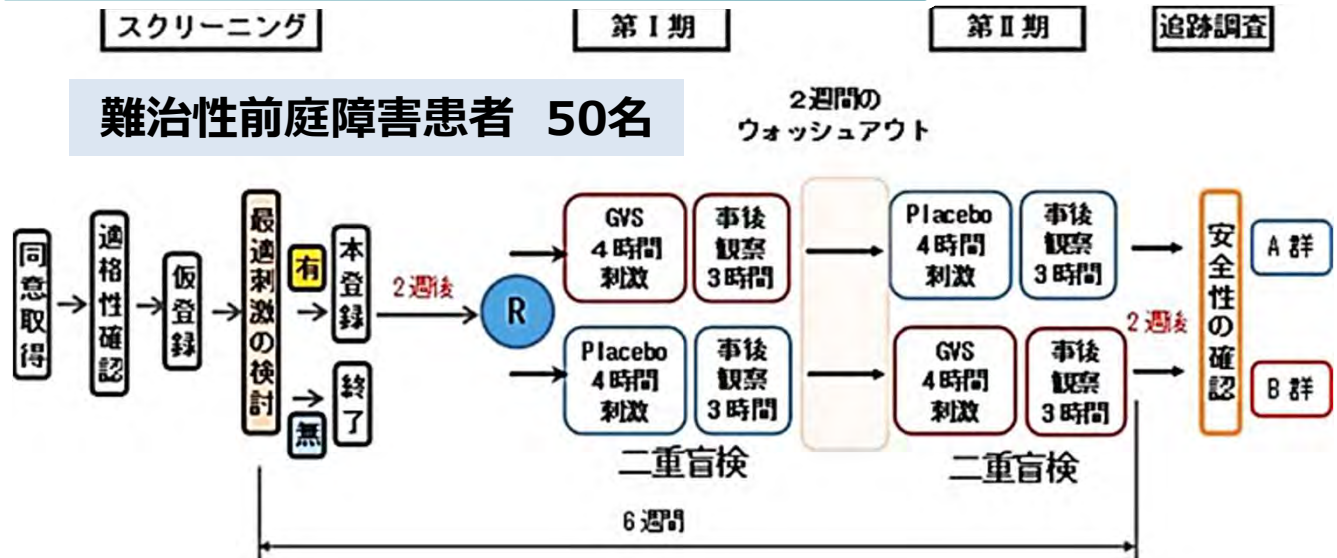 スクリーニング
第Ⅰ期
第Ⅱ期
追跡調査
難治性前庭障害患者 50名
2週間の
ウォッシュアウト
同意取得
適格性確認
仮登録
最適刺激の検討
有
本登録
無
終了
2週後
R
GVS
4時間
刺激
事後
観察
3時間
Placebo
4時間
刺激
事後
観察
3時間
Placebo
4時間
刺激
事後
観察
3時間
GVS
4時間
刺激
事後
観察
3時間
二重盲検
二重盲検
2週後
安全性の確認
A群
B群
6週間